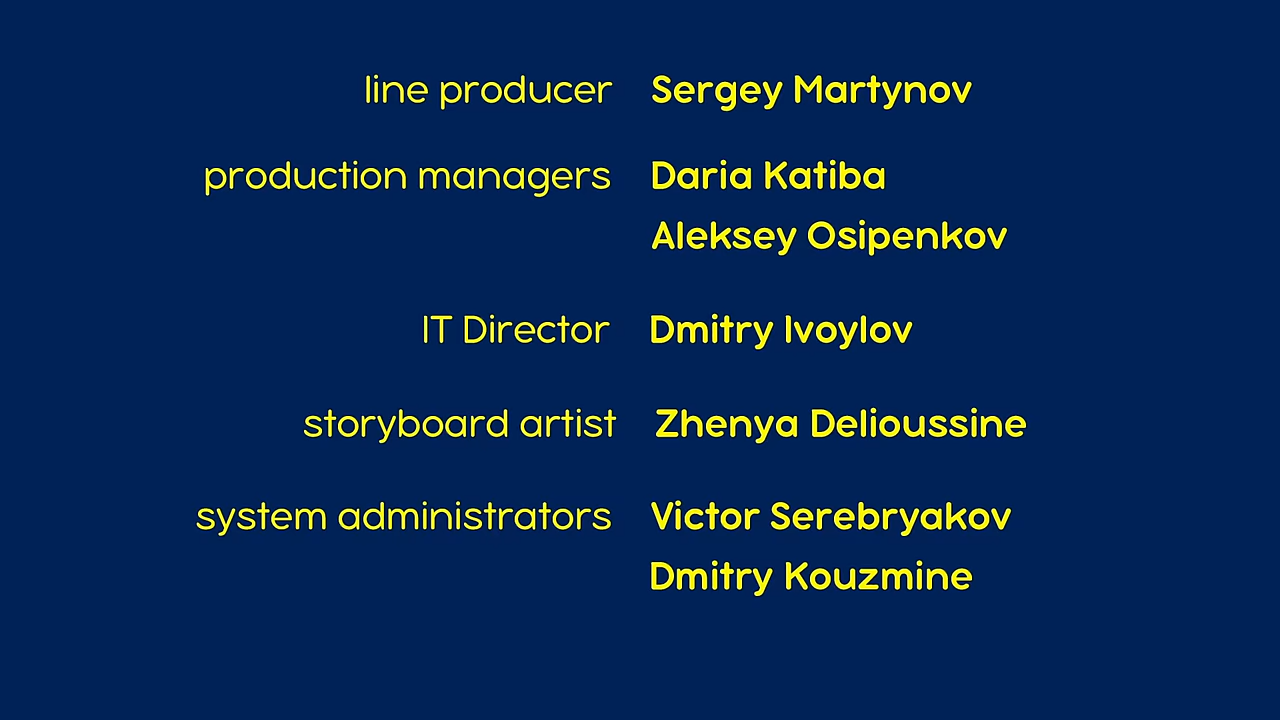 line producer Sergey Martynov
production managers Daria Katiba
Aleksey Osipenkov
IT Director Dmitry Ivoylov
storyboard artist Zhenya Delioussine
system administrators Victor Serebryakov
Dmitry Kouzmine